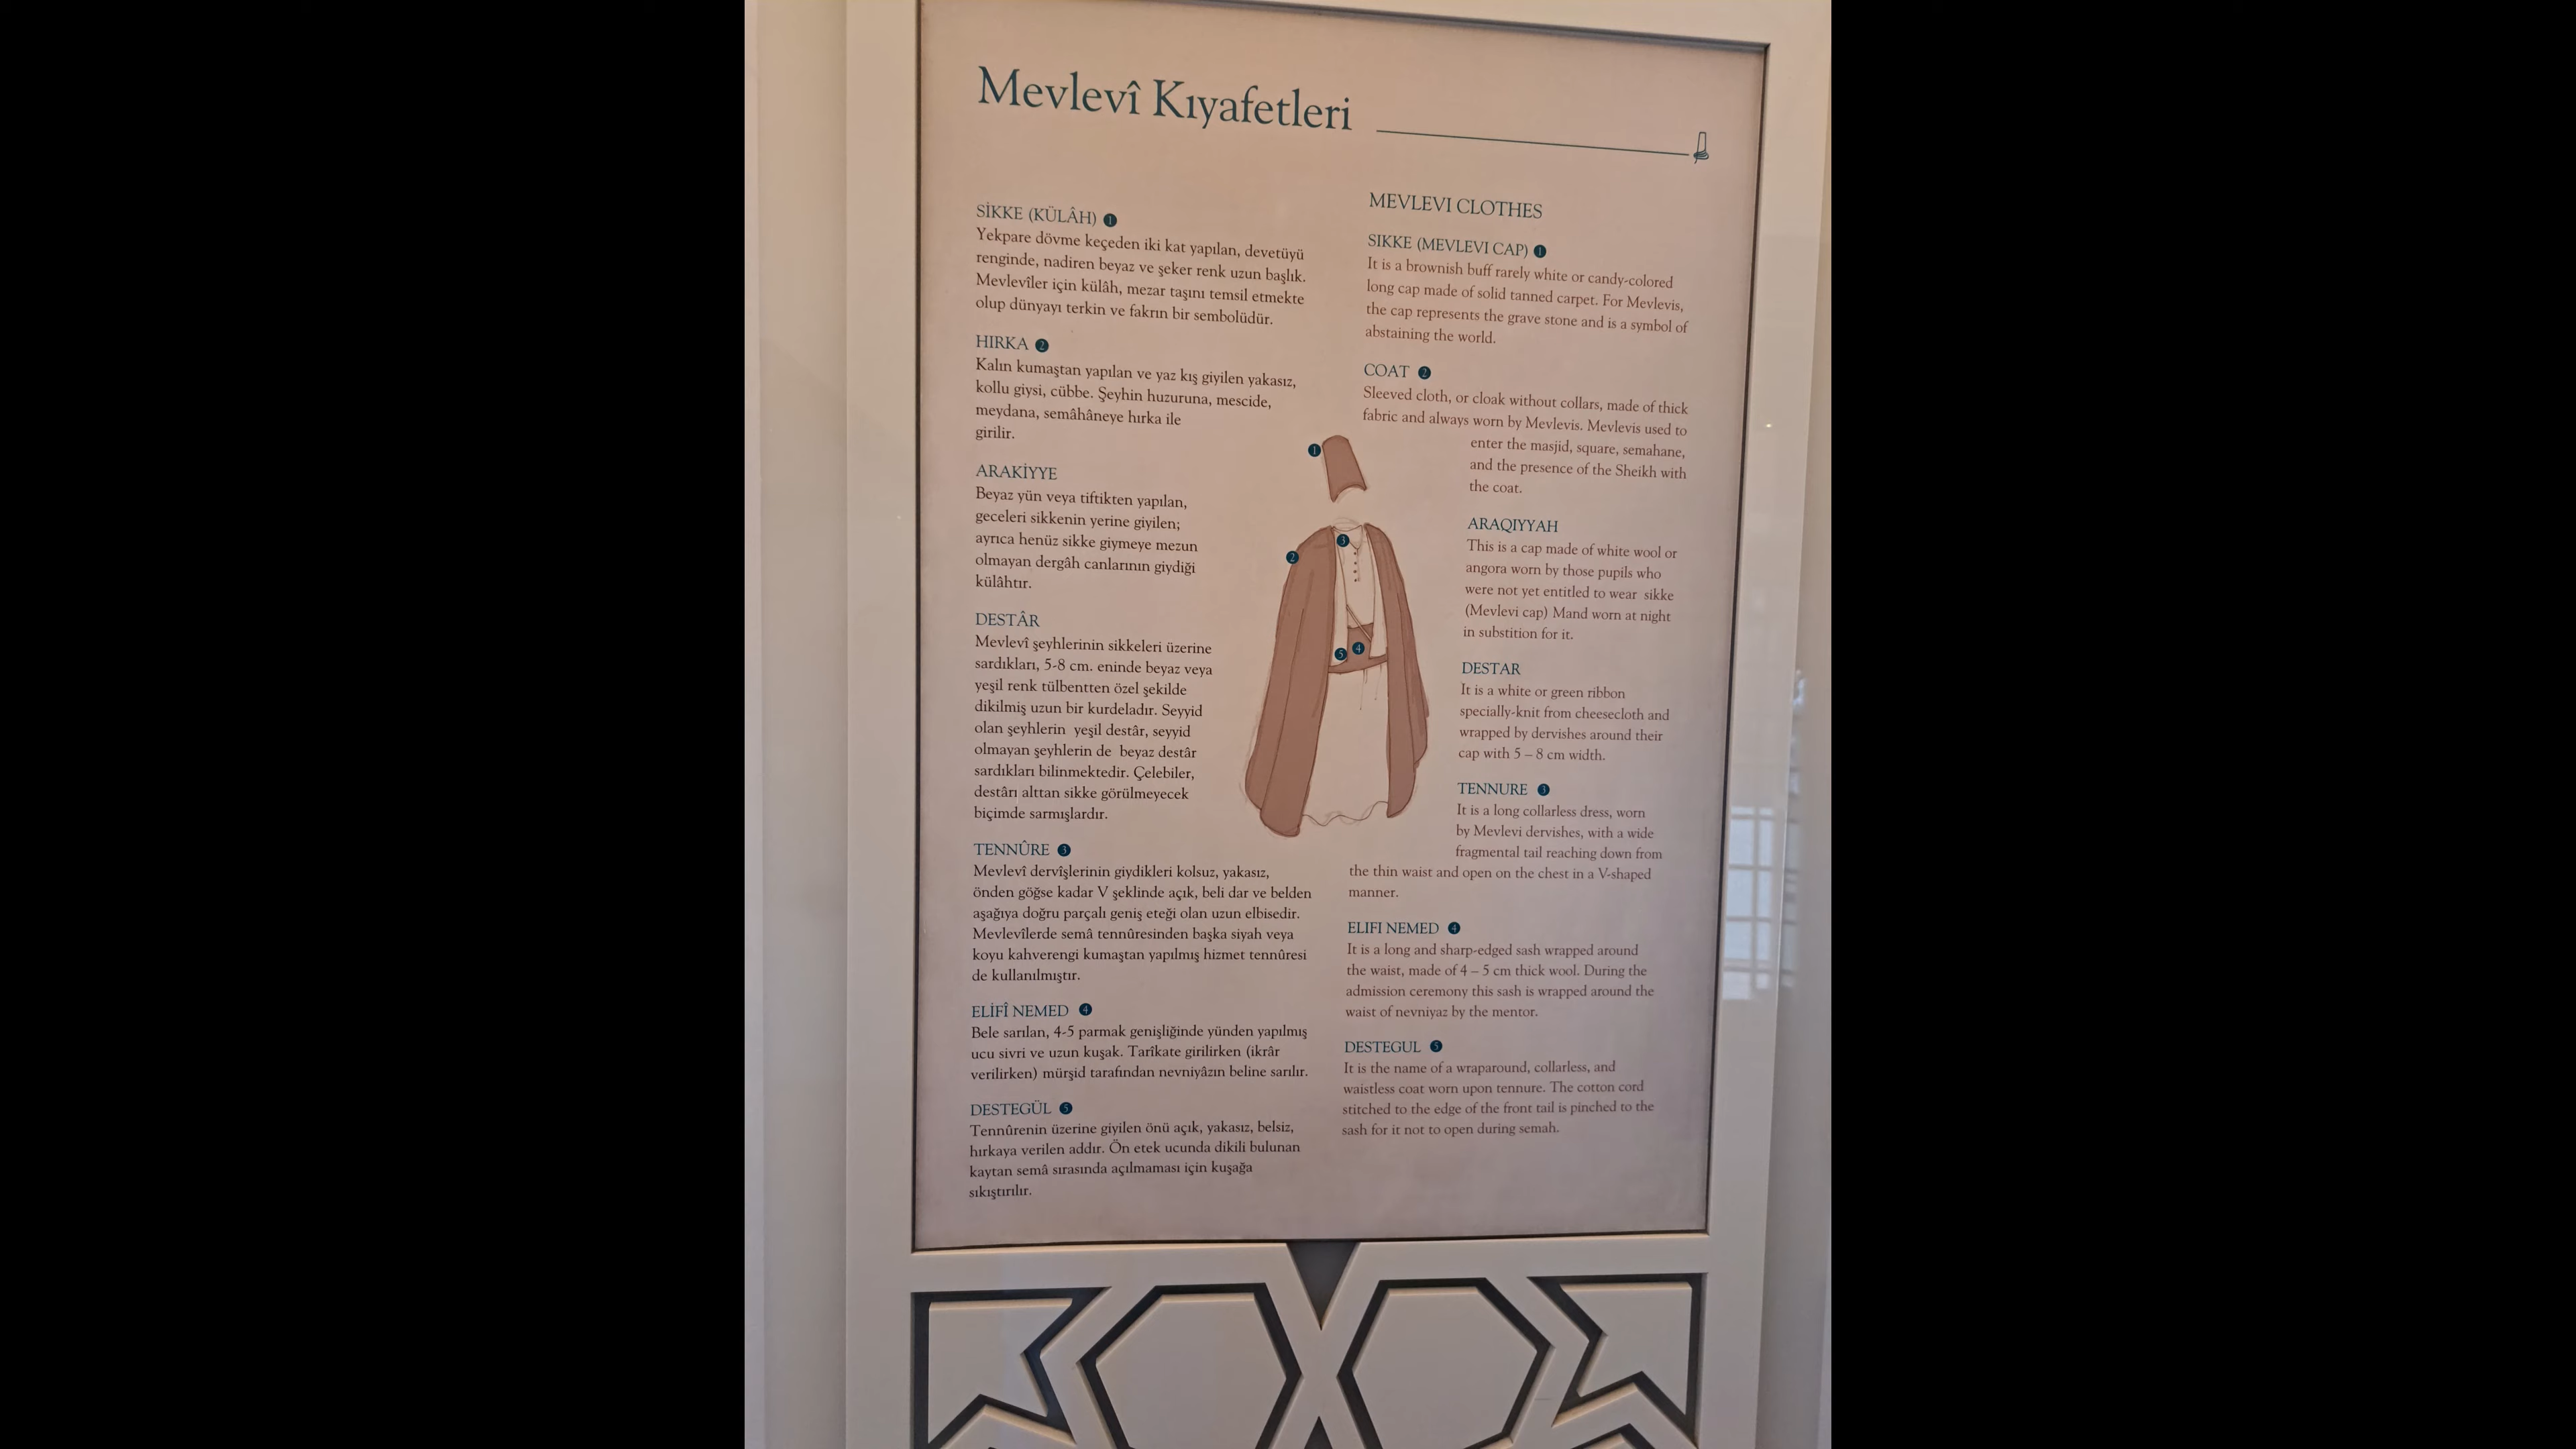 Mevlevî Kıyafetleri
SİKKE (KÜLÂH) 1
Yekpare dövme keçeden iki kat yapılan, devetüyü
renginde, nadiren beyaz ve şeker renk uzun başlık.
Mevlevîler için külâh, mezar taşını temsil etmekte
olup dünyayı terkin ve fakrın bir sembolüdür.
HIRKA 2
Kalın kumaştan yapılan ve yaz kış giyilen yakasız,
kollu giysi, cübbe. Şeyhin huzuruna, mescide,
meydana, semâhâneye hırka ile
girilir.
ARAKİYYE
Beyaz yün veya tiftikten yapılan,
geceleri sikkenin yerine giyilen;
ayrıca henüz sikke giymeye mezun
olmayan dergâh canlarının giydiği
külâhtır.
DESTÂR
Mevlevî şeyhlerinin sikkeleri üzerine
sardıkları, 5-8 cm. eninde beyaz veya
yeşil renk tülbentten özel şekilde
dikilmiş uzun bir kurdeladır. Seyyid
olan şeyhlerin yeşil destâr, seyyid
olmayan şeyhlerin de beyaz destâr
sardıkları bilinmektedir. Çelebiler,
destârı alttan sikke görülmeyecek
biçimde sarmışlardır.
TENNÛRE 3
Mevlevî dervîşlerinin giydikleri kolsuz, yakasız,
önden göğse kadar V şeklinde açık, beli dar ve belden
aşağıya doğru parçalı geniş eteği olan uzun elbisedir.
Mevlevîlerde semâ tennûresinden başka siyah veya
koyu kahverengi kumaştan yapılmış hizmet tennûresi
de kullanılmıştır.
ELİFÎ NEMED 4
Bele sarılan, 4-5 parmak genişliğinde yünden yapılmış
ucu sivri ve uzun kuşak. Tarîkate girilirken (ikrâr
verilirken) mürşid tarafından nevniyâzın beline sarılır.
DESTEGÜL 5
Tennûrenin üzerine giyilen önü açık, yakasız, belsiz,
hırkaya verilen addır. Ön etek ucunda dikili bulunan
kaytan semâ sırasında açılmaması için kuşağa
sıkıştırılır.
MEVLEVI CLOTHES
SIKKE (MEVLEVI CAP) 1
It is a brownish buff rarely white or candy-colored
long cap made of solid tanned carpet. For Mevlevis,
the cap represents the grave stone and is a symbol of
abstaining the world.
COAT 2
Sleeved cloth, or cloak without collars, made of thick
fabric and always worn by Mevlevis. Mevlevis used to
enter the masjid, square, semahane,
and the presence of the Sheikh with
the coat.
ARAQIYYAH
This is a cap made of white wool or
angora worn by those pupils who
were not yet entitled to wear sikke
(Mevlevi cap) Mand worn at night
in substition for it.
DESTAR
It is a white or green ribbon
specially-knit from cheesecloth and
wrapped by dervishes around their
cap with 5 – 8 cm width.
TENNURE 3
It is a long collarless dress, worn
by Mevlevi dervishes, with a wide
fragmental tail reaching down from
the thin waist and open on the chest in a V-shaped
manner.
ELIFI NEMED 4
It is a long and sharp-edged sash wrapped around
the waist, made of 4 – 5 cm thick wool. During the
admission ceremony this sash is wrapped around the
waist of nevniyaz by the mentor.
DESTEGUL 5
It is the name of a wraparound, collarless, and
waistless coat worn upon tennure. The cotton cord
stitched to the edge of the front tail is pinched to the
sash for it not to open during semah.
1
2
3
5
4